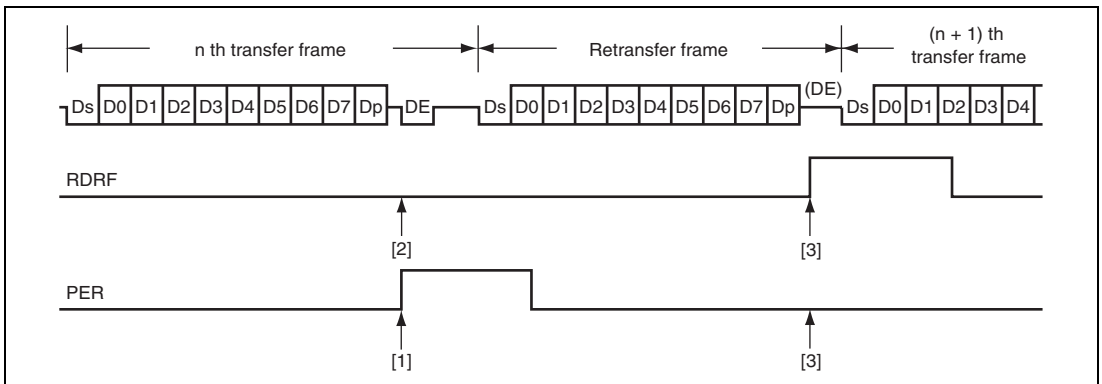 n th transfer frame
Retransfer frame
(n + 1) th
transfer frame
Ds D0 D1 D2 D3 D4 D5 D6 D7 Dp DE
Ds D0 D1 D2 D3 D4 D5 D6 D7 Dp (DE)
Ds D0 D1 D2 D3 D4
RDRF
[2]
[3]
PER
[1]
[3]